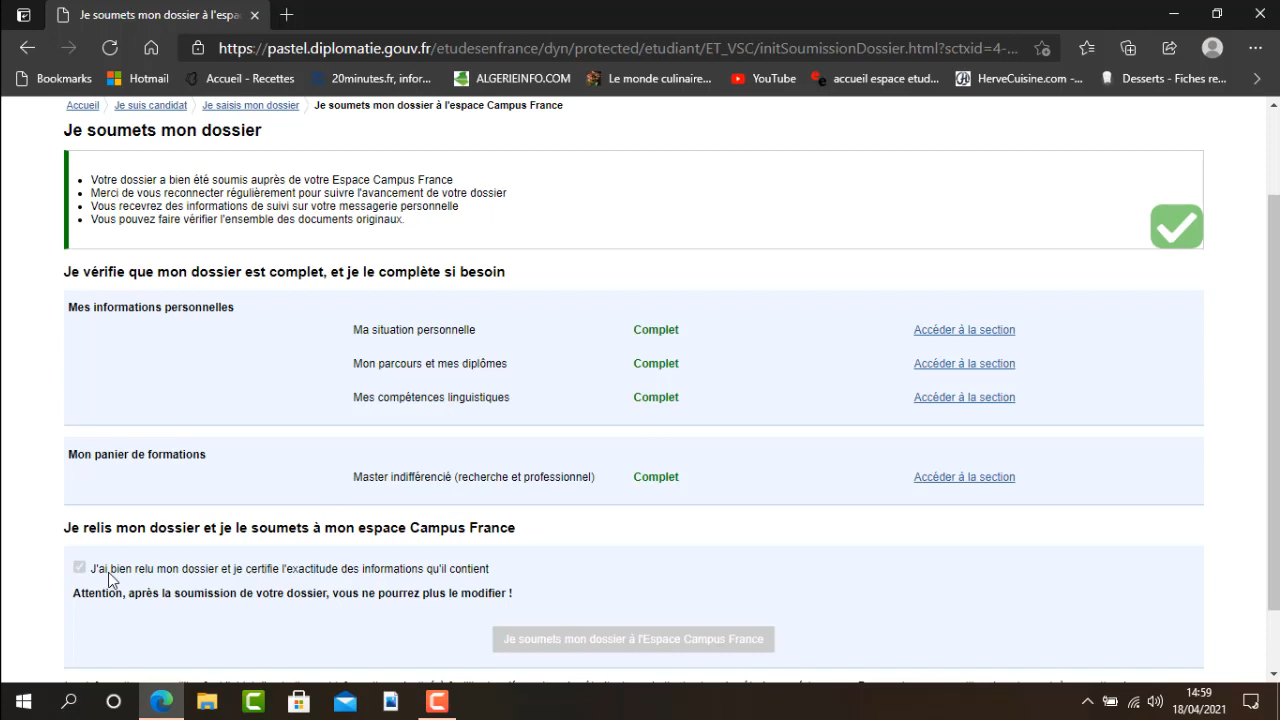 Je soumets mon dossier à l'espa
https://pastel.diplomatie.gouv.fr/etudesenfrance/dyn/protected/etudiant/ET_VSC/initSoumissionDossier.html?sctxid=4-...
Bookmarks Hotmail Accueil - Recettes 20minutes.fr, infor... ALGERIEINFO.COM Le monde culinaire... YouTube accueil espace etud... HerveCuisine.com -... Desserts - Fiches re...
Accueil Je suis candidat Je saisis mon dossier Je soumets mon dossier à l'espace Campus France
Je soumets mon dossier
Votre dossier a bien été soumis auprès de votre Espace Campus France
Merci de vous reconnecter régulièrement pour suivre l'avancement de votre dossier
Vous recevrez des informations de suivi sur votre messagerie personnelle
Vous pouvez faire vérifier l'ensemble des documents originaux.
Je vérifie que mon dossier est complet, et je le complète si besoin
Mes informations personnelles
Ma situation personnelle Complet Accéder à la section
Mon parcours et mes diplômes Complet Accéder à la section
Mes compétences linguistiques Complet Accéder à la section
Mon panier de formations
Master indifférencié (recherche et professionnel) Complet Accéder à la section
Je relis mon dossier et je le soumets à mon espace Campus France
J'ai bien relu mon dossier et je certifie l'exactitude des informations qu'il contient
Attention, après la soumission de votre dossier, vous ne pourrez plus le modifier !
Je soumets mon dossier à l'Espace Campus France
14:59
18/04/2021